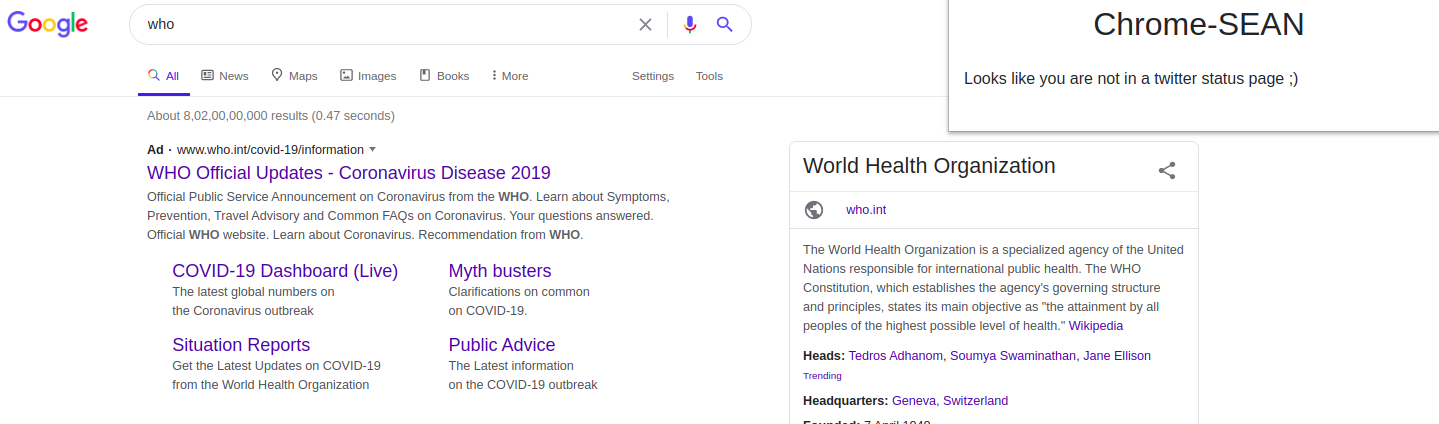 Google
who
All News Maps Images Books More Settings Tools
About 8,02,00,00,000 results (0.47 seconds)
Ad · www.who.int/covid-19/information
WHO Official Updates - Coronavirus Disease 2019
Official Public Service Announcement on Coronavirus from the WHO. Learn about Symptoms,
Prevention, Travel Advisory and Common FAQs on Coronavirus. Your questions answered.
Official WHO website. Learn about Coronavirus. Recommendation from WHO.
COVID-19 Dashboard (Live)
The latest global numbers on
the Coronavirus outbreak
Myth busters
Clarifications on common
on COVID-19.
Situation Reports
Get the Latest Updates on COVID-19
from the World Health Organization
Public Advice
The Latest information
on the COVID-19 outbreak
Chrome-SEAN
Looks like you are not in a twitter status page ;)
World Health Organization
who.int
The World Health Organization is a specialized agency of the United
Nations responsible for international public health. The WHO
Constitution, which establishes the agency's governing structure
and principles, states its main objective as "the attainment by all
peoples of the highest possible level of health." Wikipedia
Heads: Tedros Adhanom, Soumya Swaminathan, Jane Ellison
Trending
Headquarters: Geneva, Switzerland
Founded: 7 April 1948